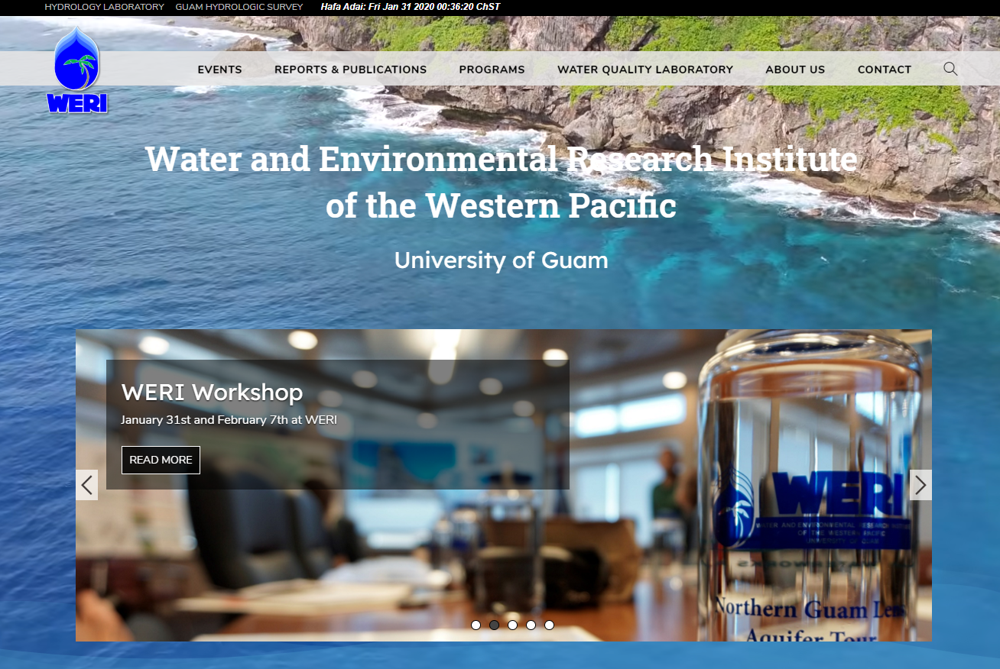 HYDROLOGY LABORATORY GUAM HYDROLOGIC SURVEY Hafa Adai: Fri Jan 31 2020 00:36:20 ChST
WERI
EVENTS REPORTS & PUBLICATIONS PROGRAMS WATER QUALITY LABORATORY ABOUT US CONTACT
Water and Environmental Research Institute
of the Western Pacific
University of Guam
WERI Workshop
January 31st and February 7th at WERI
READ MORE
WERI
WATER AND ENVIRONMENTAL RESEARCH INSTITUTE
OF THE WESTERN PACIFIC
UNIVERSITY OF GUAM
Northern Guam Lens
Aquifer Tour